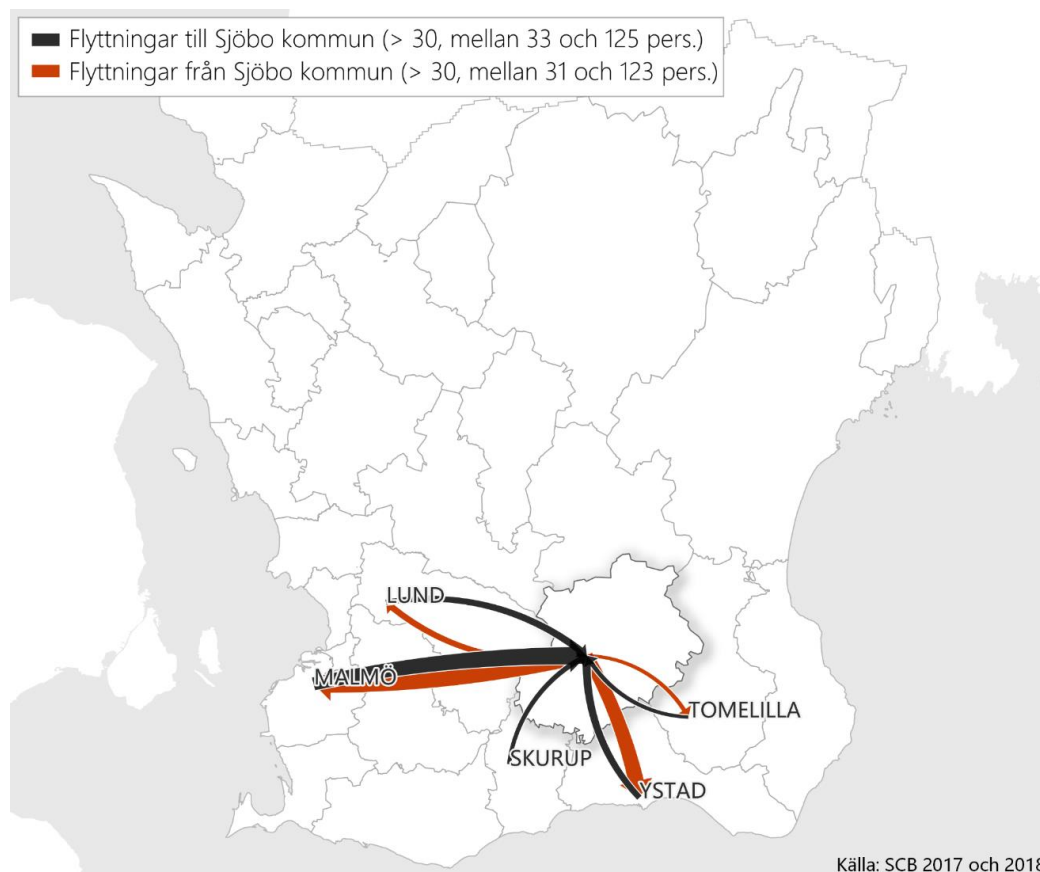 Flyttningar till Sjöbo kommun (> 30, mellan 33 och 125 pers.)
Flyttningar från Sjöbo kommun (> 30, mellan 31 och 123 pers.)
LUND
MALMÖ
TOMELILLA
SKURUP
YSTAD
Källa: SCB 2017 och 2018